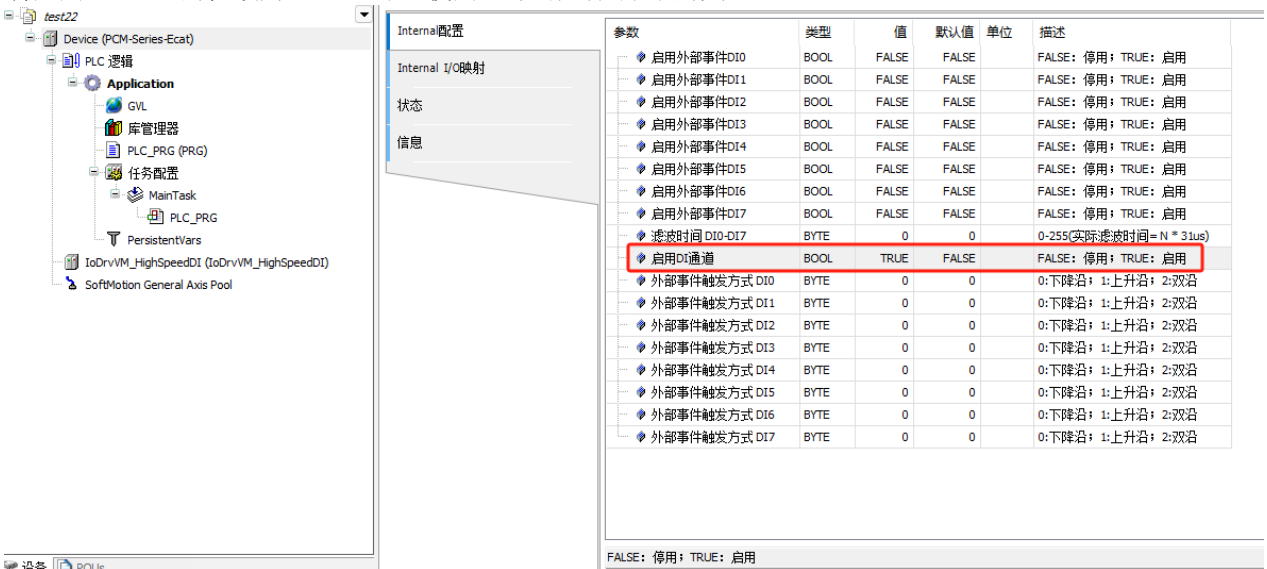 test22
Device (PCM-Series-Ecat)
PLC 逻辑
Application
GVL
库管理器
PLC_PRG (PRG)
任务配置
MainTask
PLC_PRG
PersistentVars
IoDrvVM_HighSpeedDI (IoDrvVM_HighSpeedDI)
SoftMotion General Axis Pool
设备 POUs
Internal配置
Internal I/O映射
状态
信息
参数 类型 值 默认值 单位 描述
启用外部事件DI0 BOOL FALSE FALSE FALSE: 停用; TRUE: 启用
启用外部事件DI1 BOOL FALSE FALSE FALSE: 停用; TRUE: 启用
启用外部事件DI2 BOOL FALSE FALSE FALSE: 停用; TRUE: 启用
启用外部事件DI3 BOOL FALSE FALSE FALSE: 停用; TRUE: 启用
启用外部事件DI4 BOOL FALSE FALSE FALSE: 停用; TRUE: 启用
启用外部事件DI5 BOOL FALSE FALSE FALSE: 停用; TRUE: 启用
启用外部事件DI6 BOOL FALSE FALSE FALSE: 停用; TRUE: 启用
启用外部事件DI7 BOOL FALSE FALSE FALSE: 停用; TRUE: 启用
滤波时间 DI0-DI7 BYTE 0 0 0-255(实际滤波时间= N * 31us)
启用DI通道 BOOL TRUE FALSE FALSE: 停用; TRUE: 启用
外部事件触发方式 DI0 BYTE 0 0 0:下降沿; 1:上升沿; 2:双沿
外部事件触发方式 DI1 BYTE 0 0 0:下降沿; 1:上升沿; 2:双沿
外部事件触发方式 DI2 BYTE 0 0 0:下降沿; 1:上升沿; 2:双沿
外部事件触发方式 DI3 BYTE 0 0 0:下降沿; 1:上升沿; 2:双沿
外部事件触发方式 DI4 BYTE 0 0 0:下降沿; 1:上升沿; 2:双沿
外部事件触发方式 DI5 BYTE 0 0 0:下降沿; 1:上升沿; 2:双沿
外部事件触发方式 DI6 BYTE 0 0 0:下降沿; 1:上升沿; 2:双沿
外部事件触发方式 DI7 BYTE 0 0 0:下降沿; 1:上升沿; 2:双沿
FALSE: 停用; TRUE: 启用